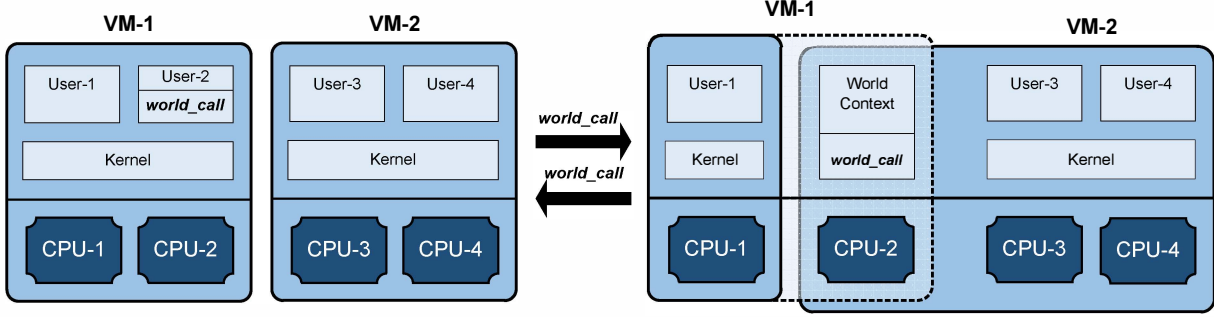 VM-1
VM-2
User-1
User-2
world_call
User-3
User-4
Kernel
Kernel
CPU-1
CPU-2
CPU-3
CPU-4
world_call
world_call
VM-1
VM-2
User-1
World
Context
world_call
User-3
User-4
Kernel
Kernel
CPU-1
CPU-2
CPU-3
CPU-4